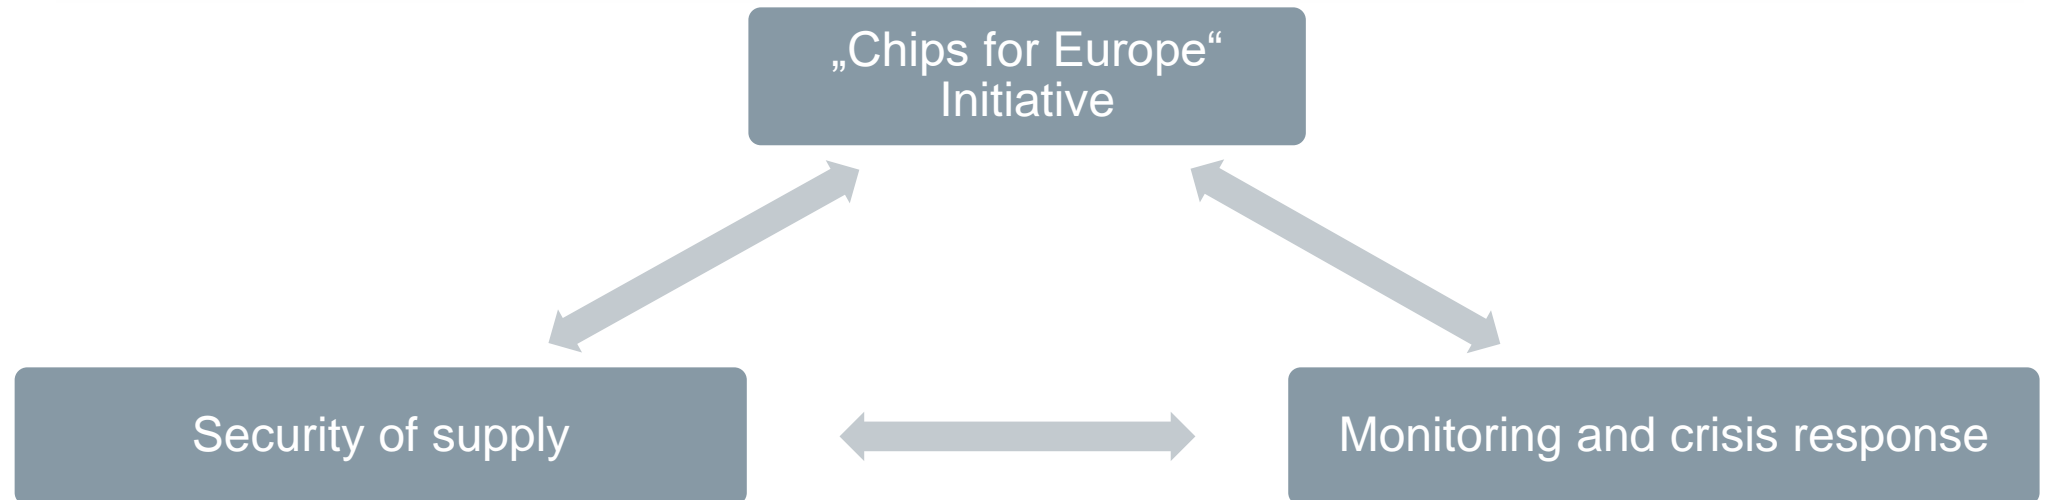 „Chips for Europe“
Initiative
Security of supply
Monitoring and crisis response